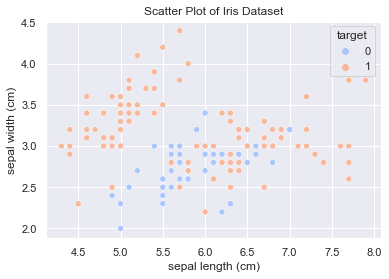 Scatter Plot of Iris Dataset
target
0
1
sepal width (cm)
4.5
4.0
3.5
3.0
2.5
2.0
4.5 5.0 5.5 6.0 6.5 7.0 7.5 8.0
sepal length (cm)